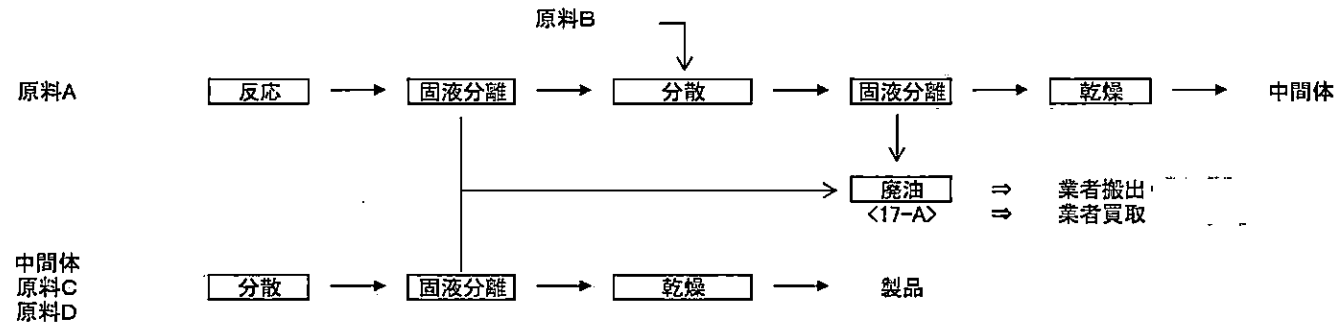 原料B
原料A 反応 固液分離 分散 固液分離 乾燥 中間体
廃油 ⇒ 業者搬出
<17-A> ⇒ 業者買取
中間体
原料C 分散 固液分離 乾燥 製品
原料D